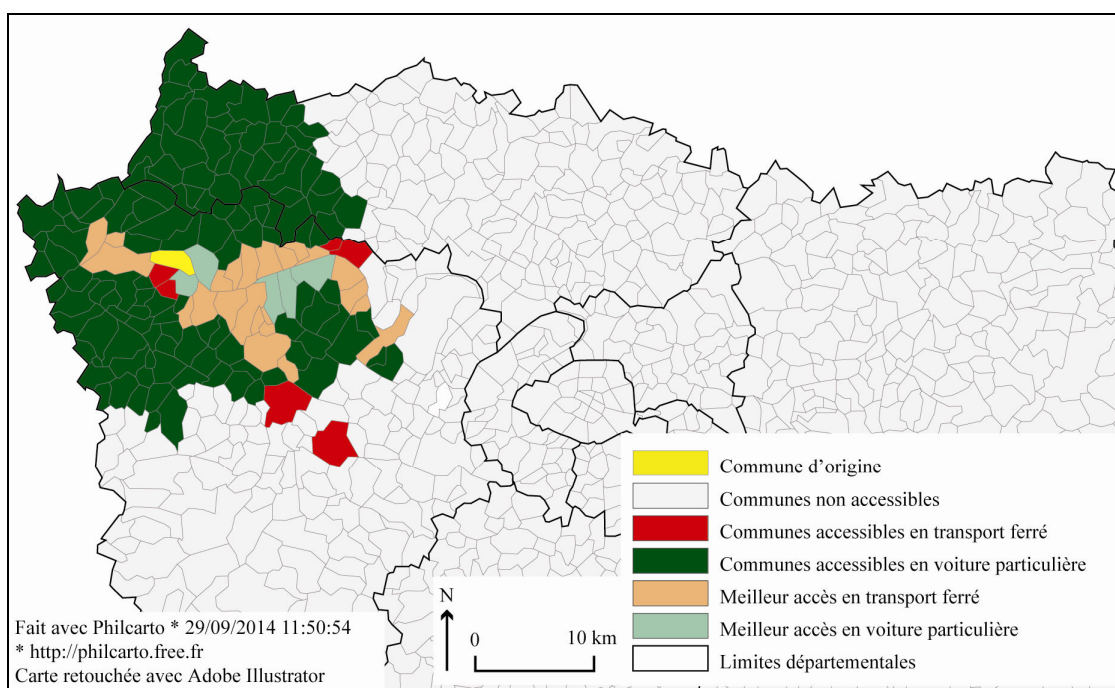 Commune d'origine
Communes non accessibles
Communes accessibles en transport ferré
Communes accessibles en voiture particulière
Meilleur accès en transport ferré
Meilleur accès en voiture particulière
Limites départementales
N
0 10 km
Fait avec Philcarto * 29/09/2014 11:50:54
* http://philcarto.free.fr
Carte retouchée avec Adobe Illustrator